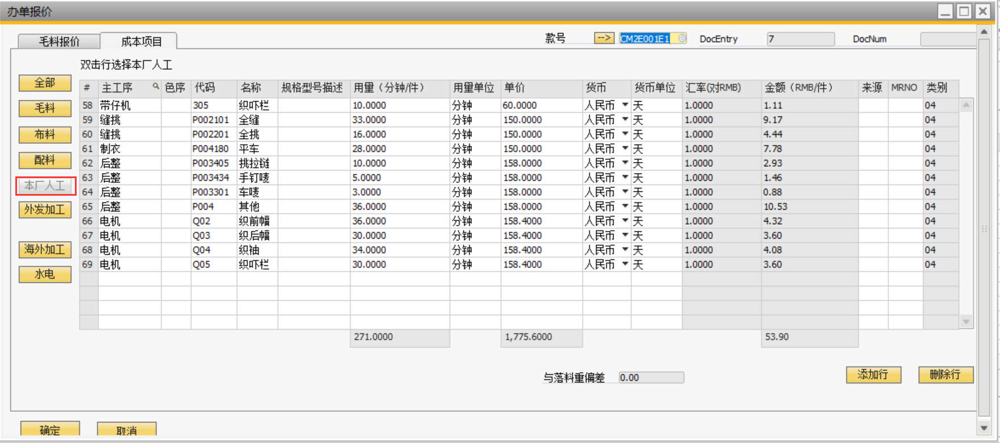 办单报价
毛料报价 成本项目 款号 --> CM2E001E1 DocEntry 7 DocNum
双击行选择本厂人工
全部
毛料
布料
配料
本厂人工
外发加工
海外加工
水电
# 主工序 色序 代码 名称 规格型号描述 用量（分钟/件） 用量单位 单价 货币 货币单位 汇率(对RMB) 金额（RMB/件） 来源 MRNO 类别
58 带仔机 305 织吓栏 10.0000 分钟 60.0000 人民币 天 1.0000 1.11 04
59 缝挑 P002101 全缝 33.0000 分钟 150.0000 人民币 天 1.0000 9.17 04
60 缝挑 P002201 全挑 16.0000 分钟 150.0000 人民币 天 1.0000 4.44 04
61 制衣 P004180 平车 28.0000 分钟 150.0000 人民币 天 1.0000 7.78 04
62 后整 P003405 挑拉链 10.0000 分钟 158.0000 人民币 天 1.0000 2.93 04
63 后整 P003434 手钉唛 5.0000 分钟 158.0000 人民币 天 1.0000 1.46 04
64 后整 P003301 车唛 3.0000 分钟 158.0000 人民币 天 1.0000 0.88 04
65 后整 P004 其他 36.0000 分钟 158.0000 人民币 天 1.0000 10.53 04
66 电机 Q02 织前幅 36.0000 分钟 158.4000 人民币 天 1.0000 4.32 04
67 电机 Q03 织后幅 30.0000 分钟 158.4000 人民币 天 1.0000 3.60 04
68 电机 Q04 织袖 34.0000 分钟 158.4000 人民币 天 1.0000 4.08 04
69 电机 Q05 织吓栏 30.0000 分钟 158.4000 人民币 天 1.0000 3.60 04
271.0000 1,775.6000 53.90
与落料重偏差 0.00 添加行 删除行
确定 取消